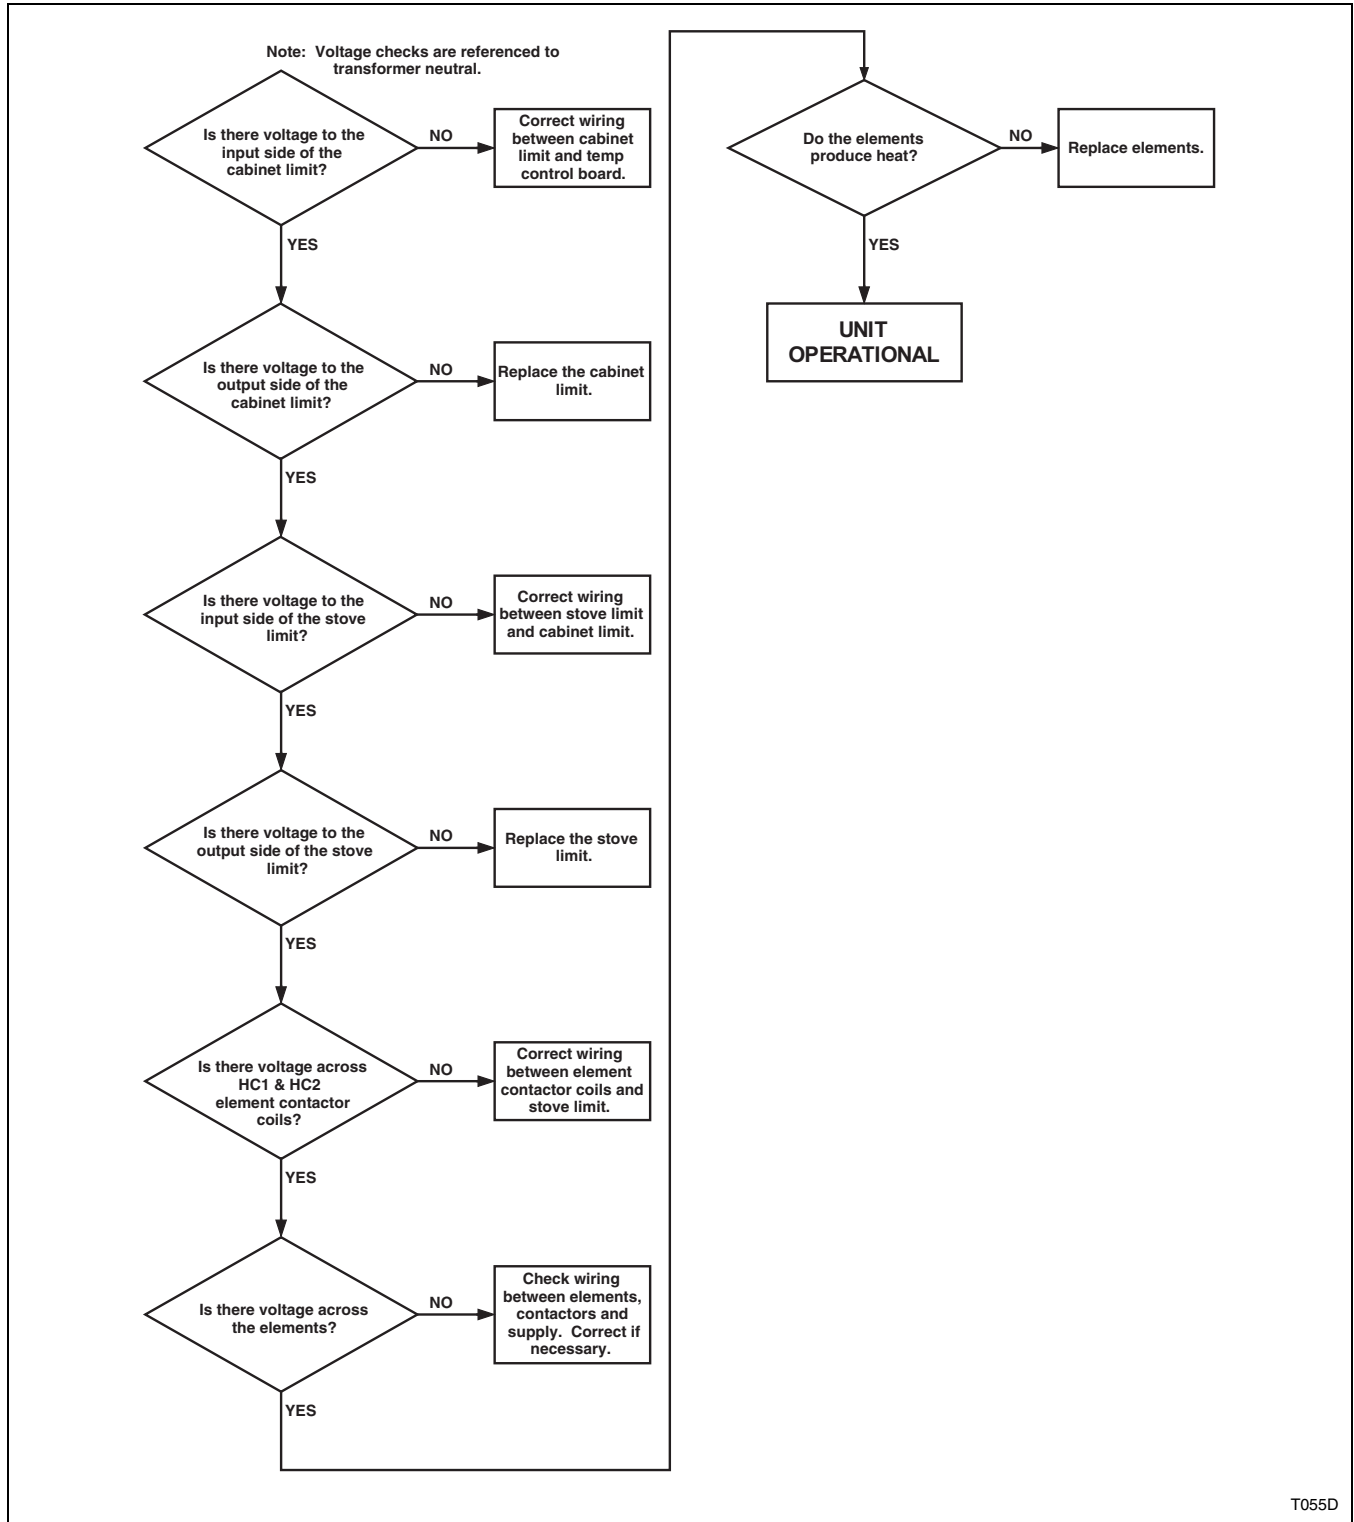 Note:  Voltage checks are referenced to
transformer neutral.
Is there voltage to the
input side of the
cabinet limit?
NO
Correct wiring
between cabinet
limit and temp
control board.
YES
Is there voltage to the
output side of the
cabinet limit?
NO
Replace the cabinet
limit.
YES
Is there voltage to the
input side of the stove
limit?
NO
Correct wiring
between stove limit
and cabinet limit.
YES
Is there voltage to the
output side of the stove
limit?
NO
Replace the stove
limit.
YES
Is there voltage across
HC1 & HC2
element contactor
coils?
NO
Correct wiring
between element
contactor coils and
stove limit.
YES
Is there voltage across
the elements?
NO
Check wiring
between elements,
contactors and
supply.  Correct if
necessary.
YES
Do the elements
produce heat?
NO
Replace elements.
YES
UNIT
OPERATIONAL
T055D